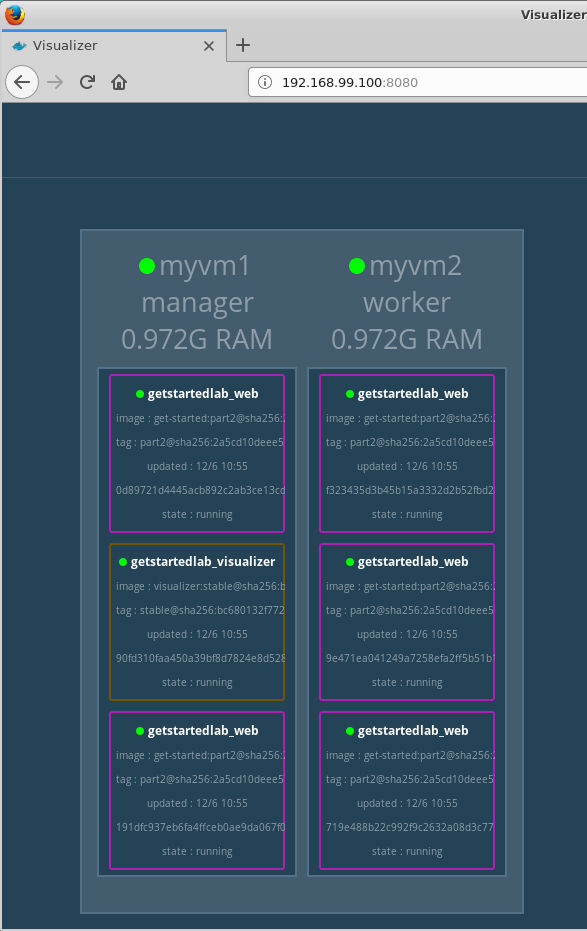 Visualizer
Visualizer
192.168.99.100:8080
myvm1
manager
0.972G RAM
getstartedlab_web
image : get-started:part2@sha256:
tag : part2@sha256:2a5cd10deee5
updated : 12/6 10:55
0d89721d4445acb892c2ab3ce13cd
state : running
getstartedlab_visualizer
image : visualizer:stable@sha256:b
tag : stable@sha256:bc680132f772
updated : 12/6 10:55
90fd310faa450a39bf8d7824e8d528
state : running
getstartedlab_web
image : get-started:part2@sha256:
tag : part2@sha256:2a5cd10deee5
updated : 12/6 10:55
191dfc937eb6fa4ffceb0ae9da067f0
state : running
myvm2
worker
0.972G RAM
getstartedlab_web
image : get-started:part2@sha256:
tag : part2@sha256:2a5cd10deee5
updated : 12/6 10:55
f323435d3b45b15a3332d2b52fbd2
state : running
getstartedlab_web
image : get-started:part2@sha256:
tag : part2@sha256:2a5cd10deee5
updated : 12/6 10:55
9e471ea041249a7258efa2ff5b51b
state : running
getstartedlab_web
image : get-started:part2@sha256:
tag : part2@sha256:2a5cd10deee5
updated : 12/6 10:55
719e488b22c992f9c2632a08d3c77
state : running